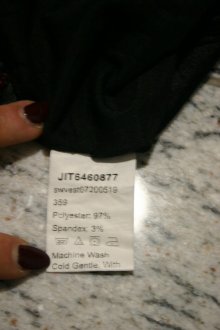 JIT6460877
swvest07200519
359
Polyester: 97%
Spandex: 3%
Machine Wash
Cold Gentle, With